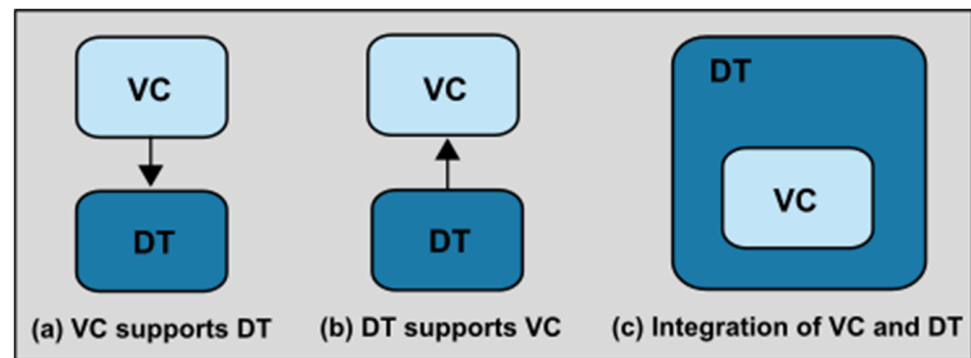 VC
DT
(a) VC supports DT
VC
DT
(b) DT supports VC
DT
VC
(c) Integration of VC and DT